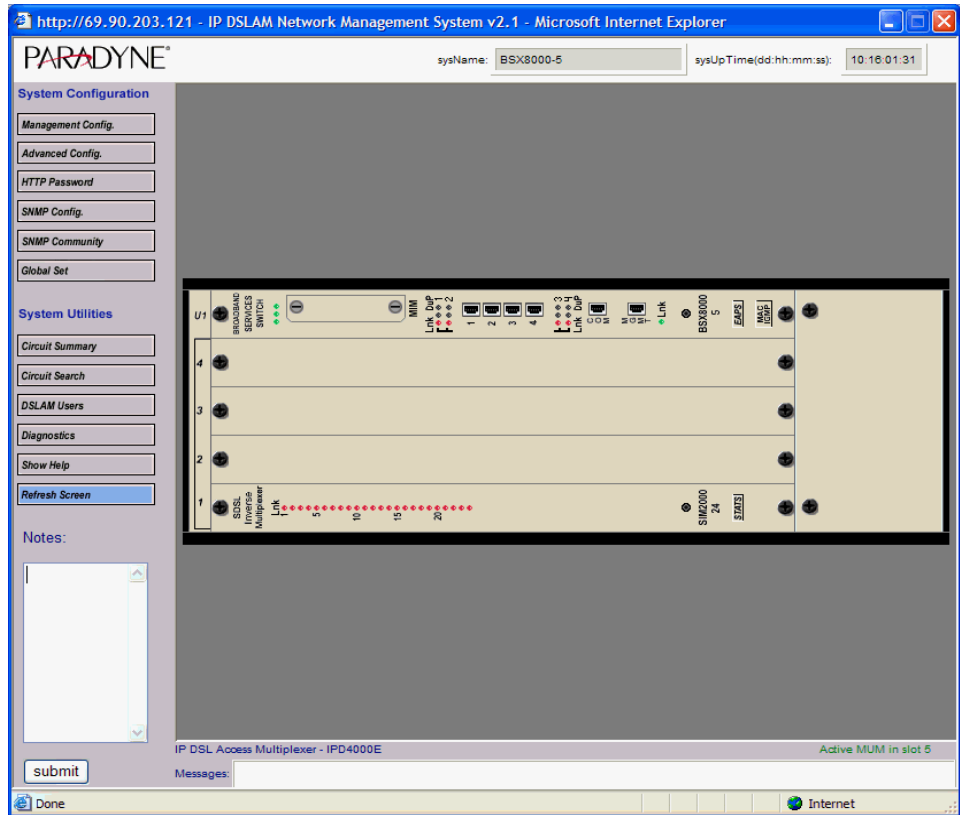 http://69.90.203.121 - IP DSLAM Network Management System v2.1 - Microsoft Internet Explorer
PARADYNE®
sysName: BSX8000-5
sysUpTime(dd:hh:mm:ss): 10:16:01:31
System Configuration
Management Config.
Advanced Config.
HTTP Password
SNMP Config.
SNMP Community
Global Set
System Utilities
Circuit Summary
Circuit Search
DSLAM Users
Diagnostics
Show Help
Refresh Screen
Notes:
submit
U1
BROADBAND
SERVICES
SWITCH
MIM
Lnk DuP
1
2
1
2
3
4
3
4
Lnk DuP
COM
MGMT
Lnk
BSX8000
5
EAPS
MAC
IGMP
4
3
2
1
SDSL
Inverse
Multiplexer
Lnk
1
5
10
15
20
SIM2000
24
STATS
IP DSL Access Multiplexer - IPD4000E
Active MUM in slot 5
Messages:
Done
Internet